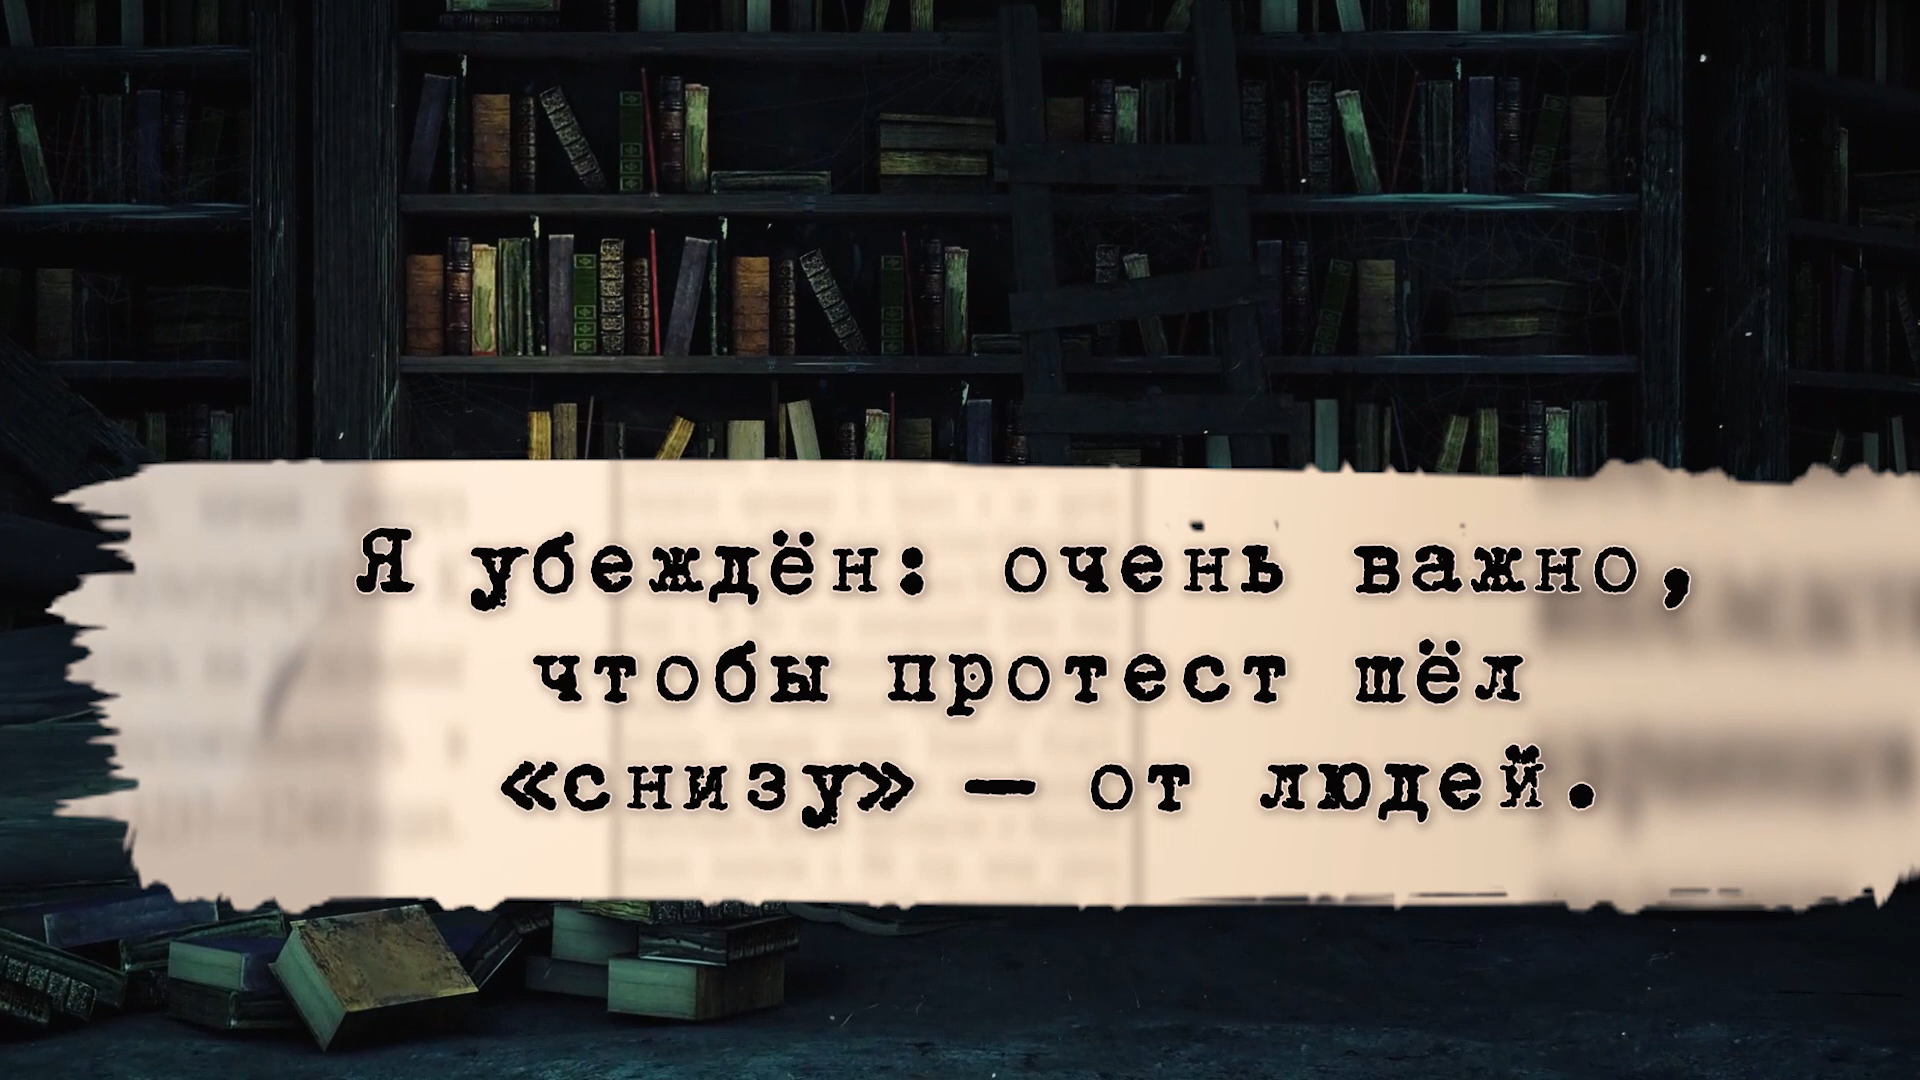 Я убеждён: очень важно,
чтобы протест шёл
«снизу» — от людей.